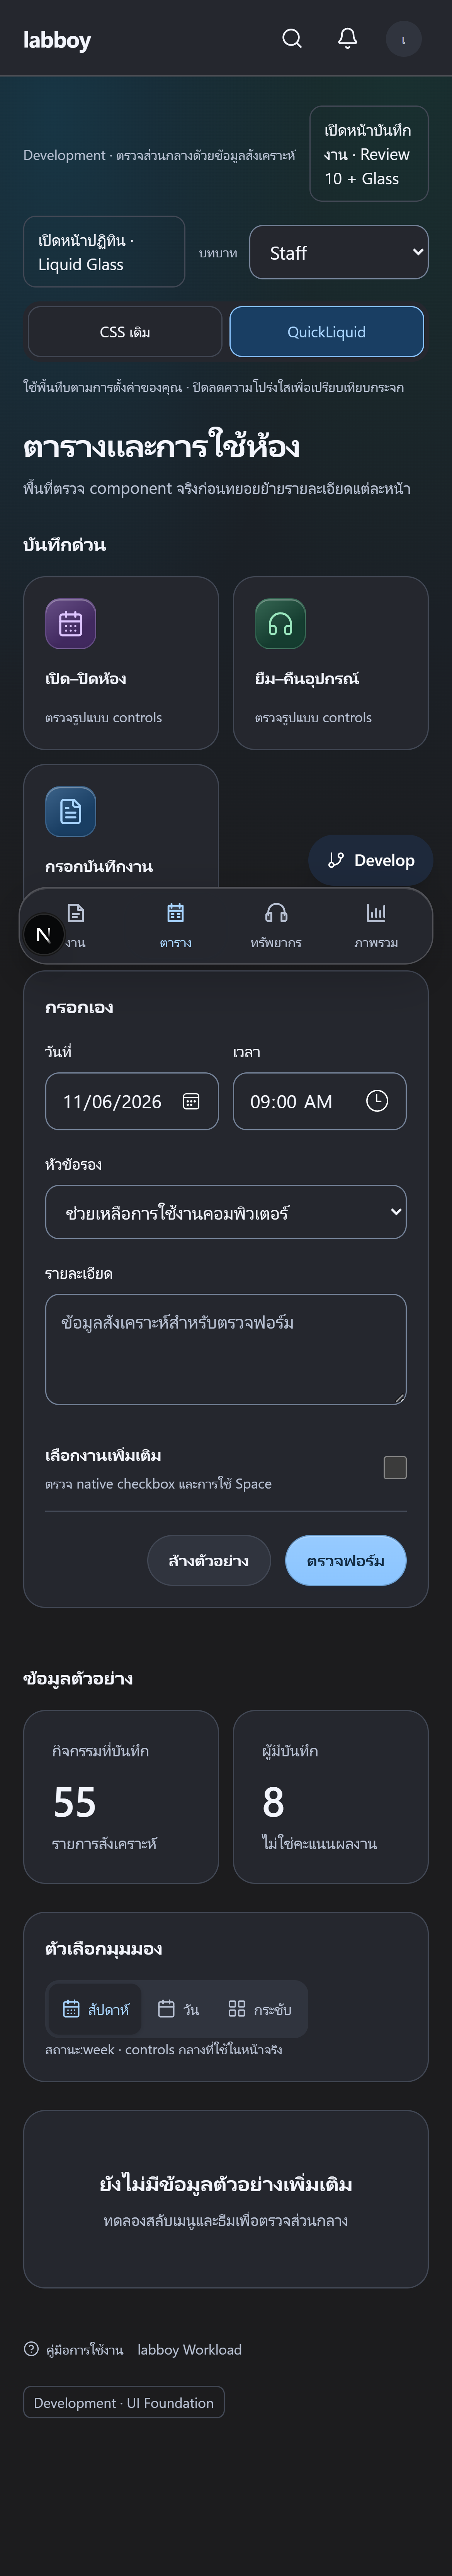 labboy
เ
Development · ตรวจส่วนกลางด้วยข้อมูลสังเคราะห์
เปิดหน้าบันทึก
งาน · Review
10 + Glass
เปิดหน้าปฏิทิน ·
Liquid Glass
บทบาท
Staff
CSS เดิม
QuickLiquid
ใช้พื้นทึบตามการตั้งค่าของคุณ · ปิดลดความโปร่งใสเพื่อเปรียบเทียบกระจก
ตารางและการใช้ห้อง
พื้นที่ตรวจ component จริงก่อนทยอยย้ายรายละเอียดแต่ละหน้า
บันทึกด่วน
เปิด–ปิดห้อง
ตรวจรูปแบบ controls
ยืม–คืนอุปกรณ์
ตรวจรูปแบบ controls
กรอกบันทึกงาน
Develop
N
งาน
ตาราง
ทรัพยากร
ภาพรวม
กรอกเอง
วันที่
เวลา
11/06/2026
09:00 AM
หัวข้อรอง
ช่วยเหลือการใช้งานคอมพิวเตอร์
รายละเอียด
ข้อมูลสังเคราะห์สำหรับตรวจฟอร์ม
เลือกงานเพิ่มเติม
ตรวจ native checkbox และการใช้ Space
ล้างตัวอย่าง
ตรวจฟอร์ม
ข้อมูลตัวอย่าง
กิจกรรมที่บันทึก
55
รายการสังเคราะห์
ผู้มีบันทึก
8
ไม่ใช่คะแนนผลงาน
ตัวเลือกมุมมอง
สัปดาห์
วัน
กระชับ
สถานะ:week · controls กลางที่ใช้ในหน้าจริง
ยังไม่มีข้อมูลตัวอย่างเพิ่มเติม
ทดลองสลับเมนูและธีมเพื่อตรวจส่วนกลาง
คู่มือการใช้งาน
labboy Workload
Development · UI Foundation